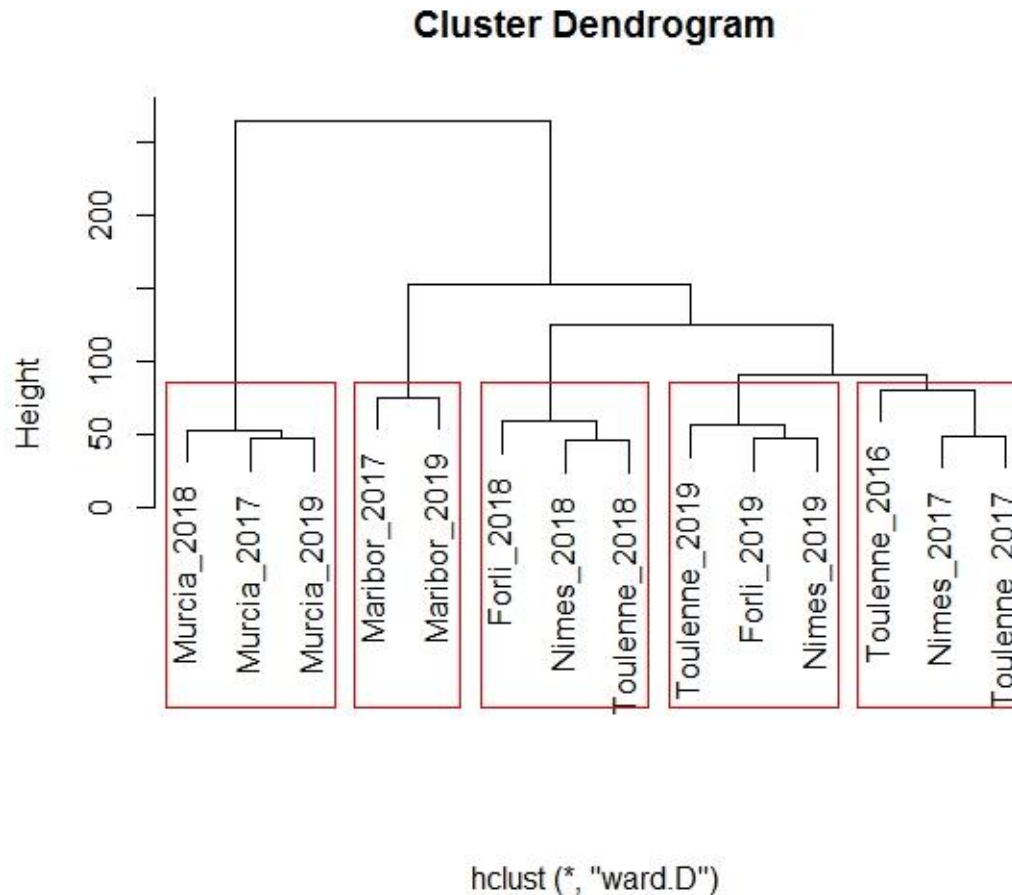 Cluster Dendrogram
Height
200
100
50
0
Murcia_2018
Murcia_2017
Murcia_2019
Maribor_2017
Maribor_2019
Forli_2018
Nimes_2018
Toulenne_2018
Toulenne_2019
Forli_2019
Nimes_2019
Toulenne_2016
Nimes_2017
Toulenne_2017
hclust (*, "ward.D")